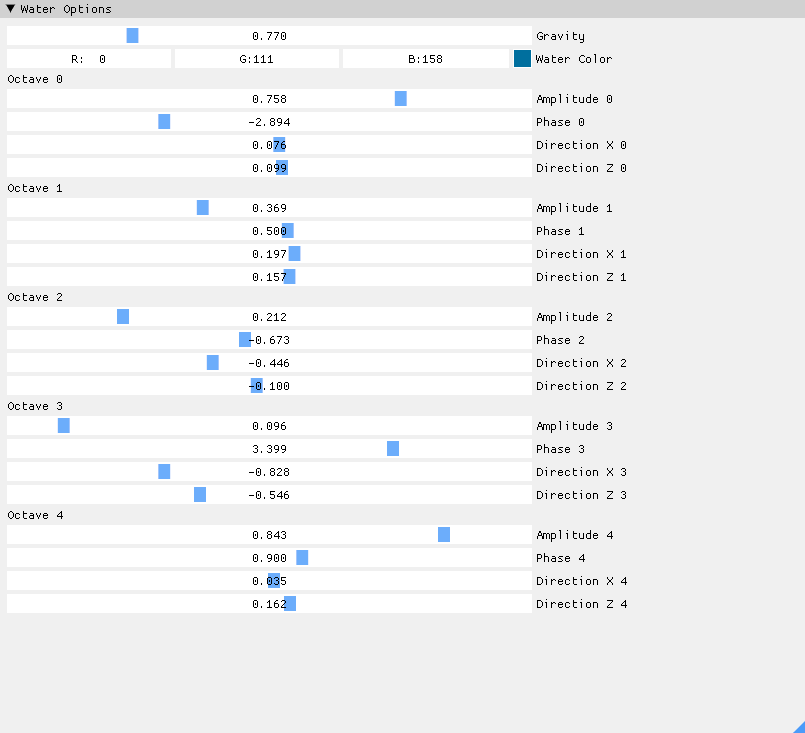 Water Options
0.770 Gravity
R: 0 G:111 B:158 Water Color
Octave 0
0.758 Amplitude 0
-2.894 Phase 0
0.076 Direction X 0
0.099 Direction Z 0
Octave 1
0.369 Amplitude 1
0.500 Phase 1
0.197 Direction X 1
0.157 Direction Z 1
Octave 2
0.212 Amplitude 2
-0.673 Phase 2
-0.446 Direction X 2
-0.100 Direction Z 2
Octave 3
0.096 Amplitude 3
3.399 Phase 3
-0.828 Direction X 3
-0.546 Direction Z 3
Octave 4
0.843 Amplitude 4
0.900 Phase 4
0.035 Direction X 4
0.162 Direction Z 4